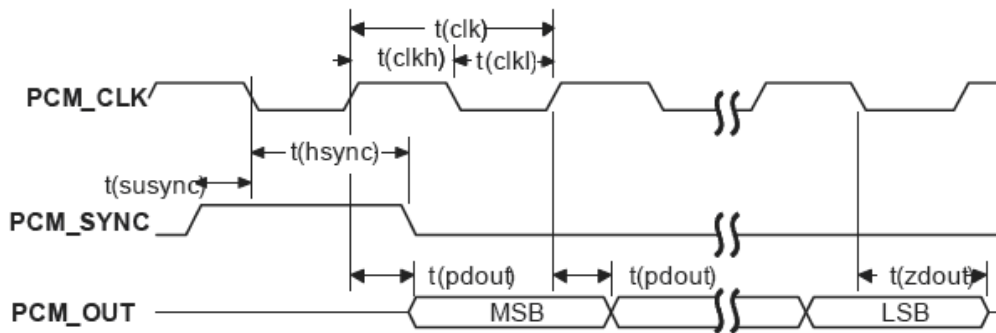 t(clk)
t(clkh) t(clkl)
PCM_CLK
t(hsync)
t(susync)
PCM_SYNC
t(pdout) t(pdout) t(zdout)
PCM_OUT MSB LSB